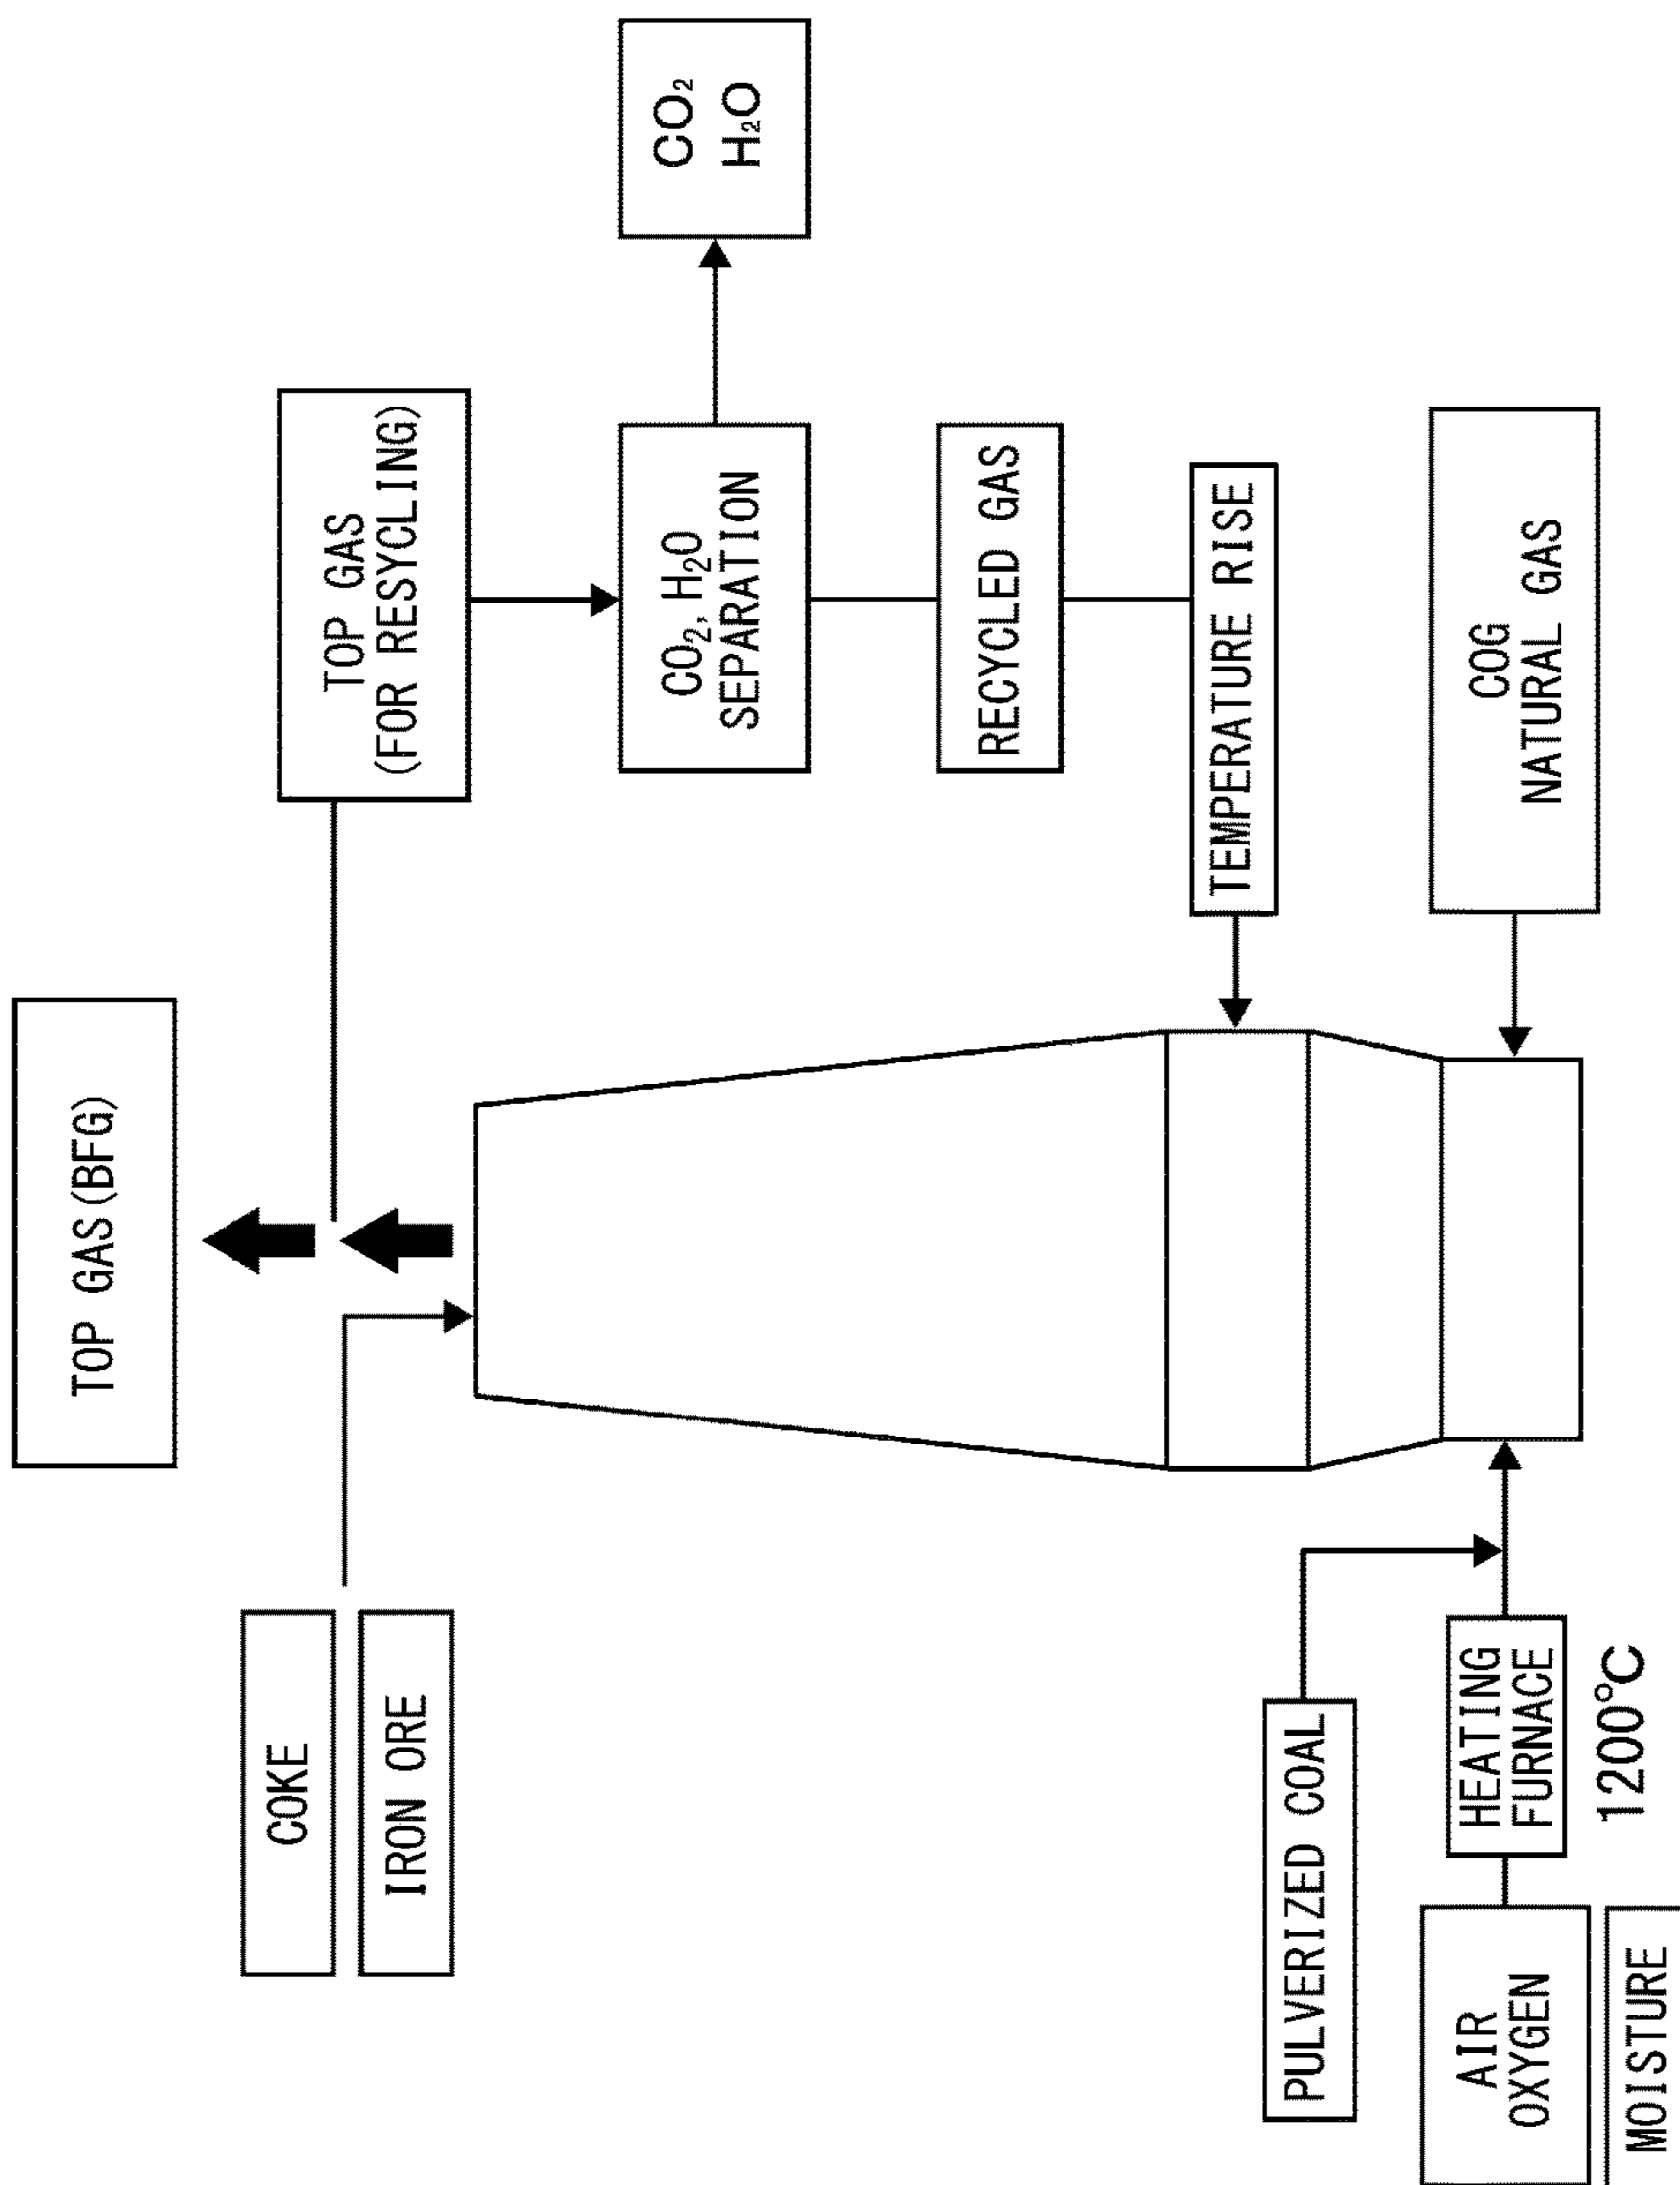 TOP GAS(BFG)
COKE
IRON ORE
TOP GAS
(FOR RESYCLING)
CO₂, H₂O
SEPARATION
CO₂
H₂O
RECYCLED GAS
TEMPERATURE RISE
COG
NATURAL GAS
PULVERIZED COAL
HEATING
FURNACE
1200℃
AIR
OXYGEN
MOISTURE